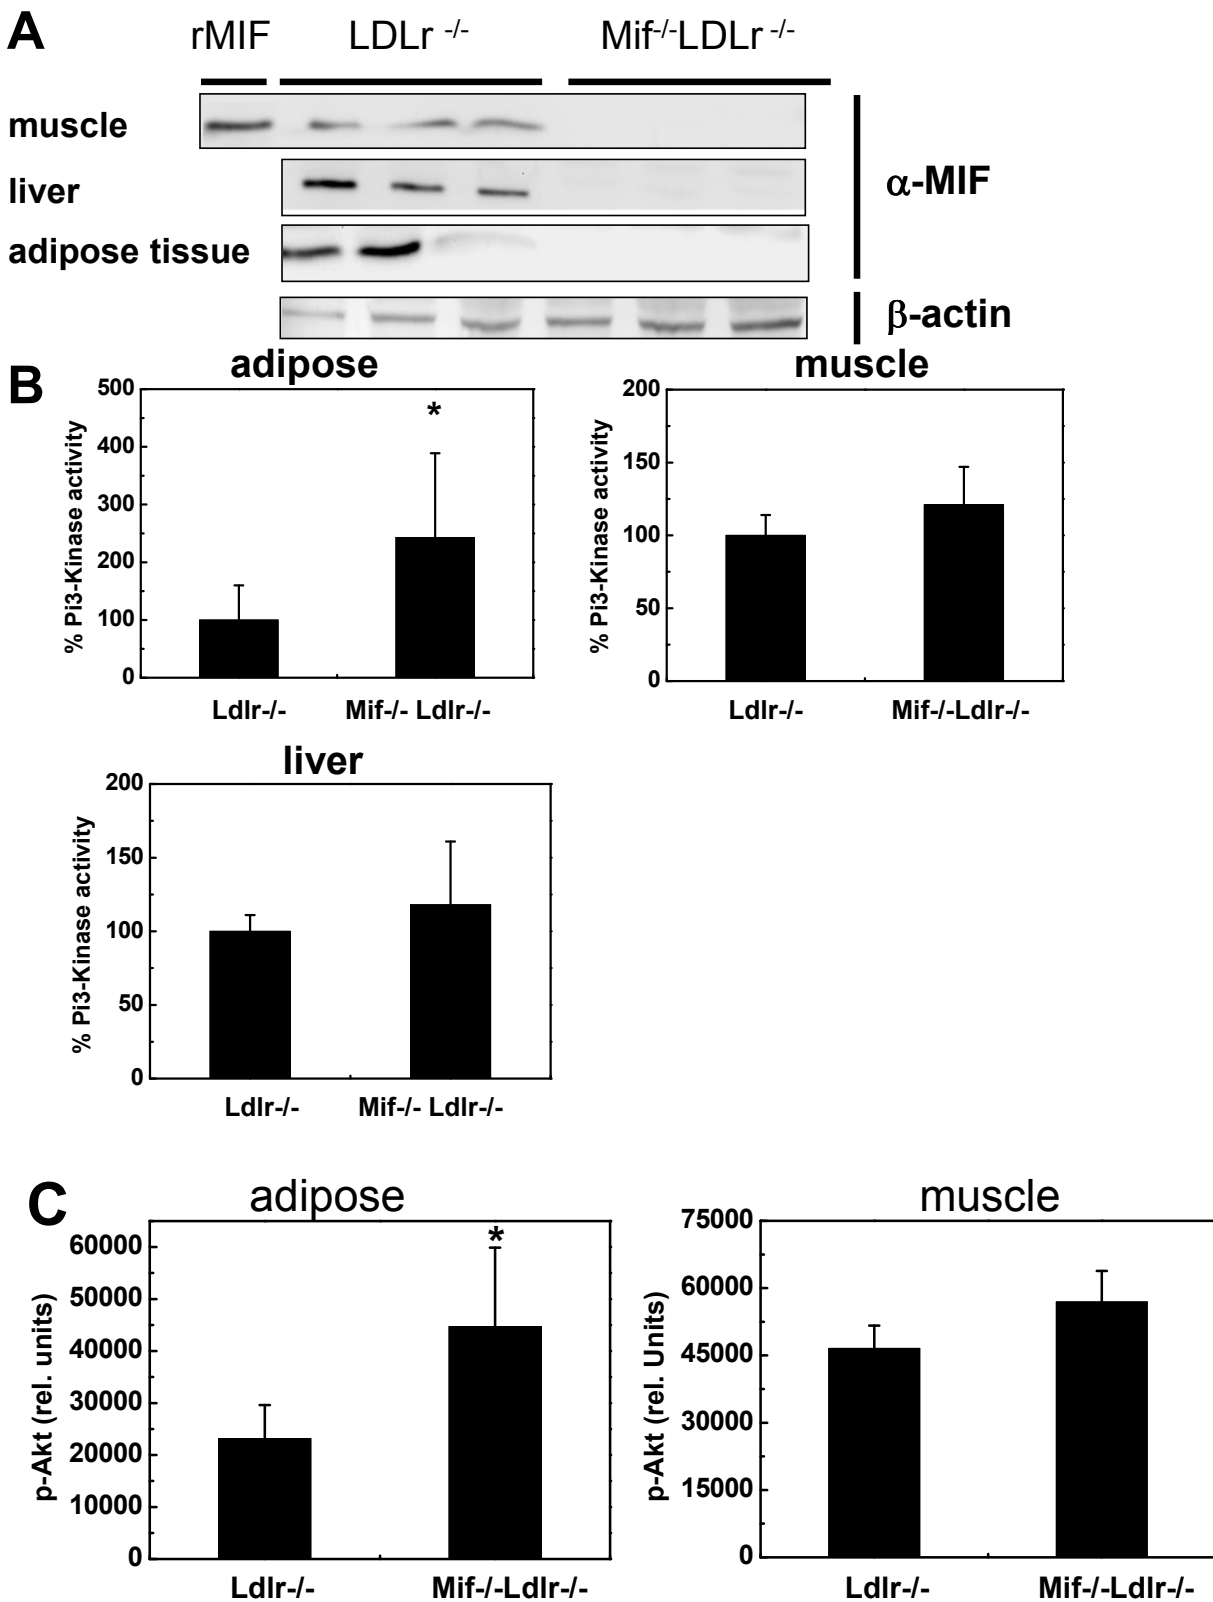 A
rMIF LDLr -/- Mif-/-LDLr -/-
muscle
liver
adipose tissue
α-MIF
β-actin
B
adipose
% Pi3-Kinase activity
500
400
300
200
100
0
Ldlr-/- Mif-/- Ldlr-/-
*
muscle
% Pi3-Kinase activity
200
150
100
50
0
Ldlr-/- Mif-/-Ldlr-/-
liver
% Pi3-Kinase activity
200
150
100
50
0
Ldlr-/- Mif-/- Ldlr-/-
C
adipose
p-Akt (rel. units)
60000
50000
40000
30000
20000
10000
0
*
Ldlr-/- Mif-/-Ldlr-/-
muscle
p-Akt (rel. Units)
75000
60000
45000
30000
15000
0
Ldlr-/- Mif-/-Ldlr-/-